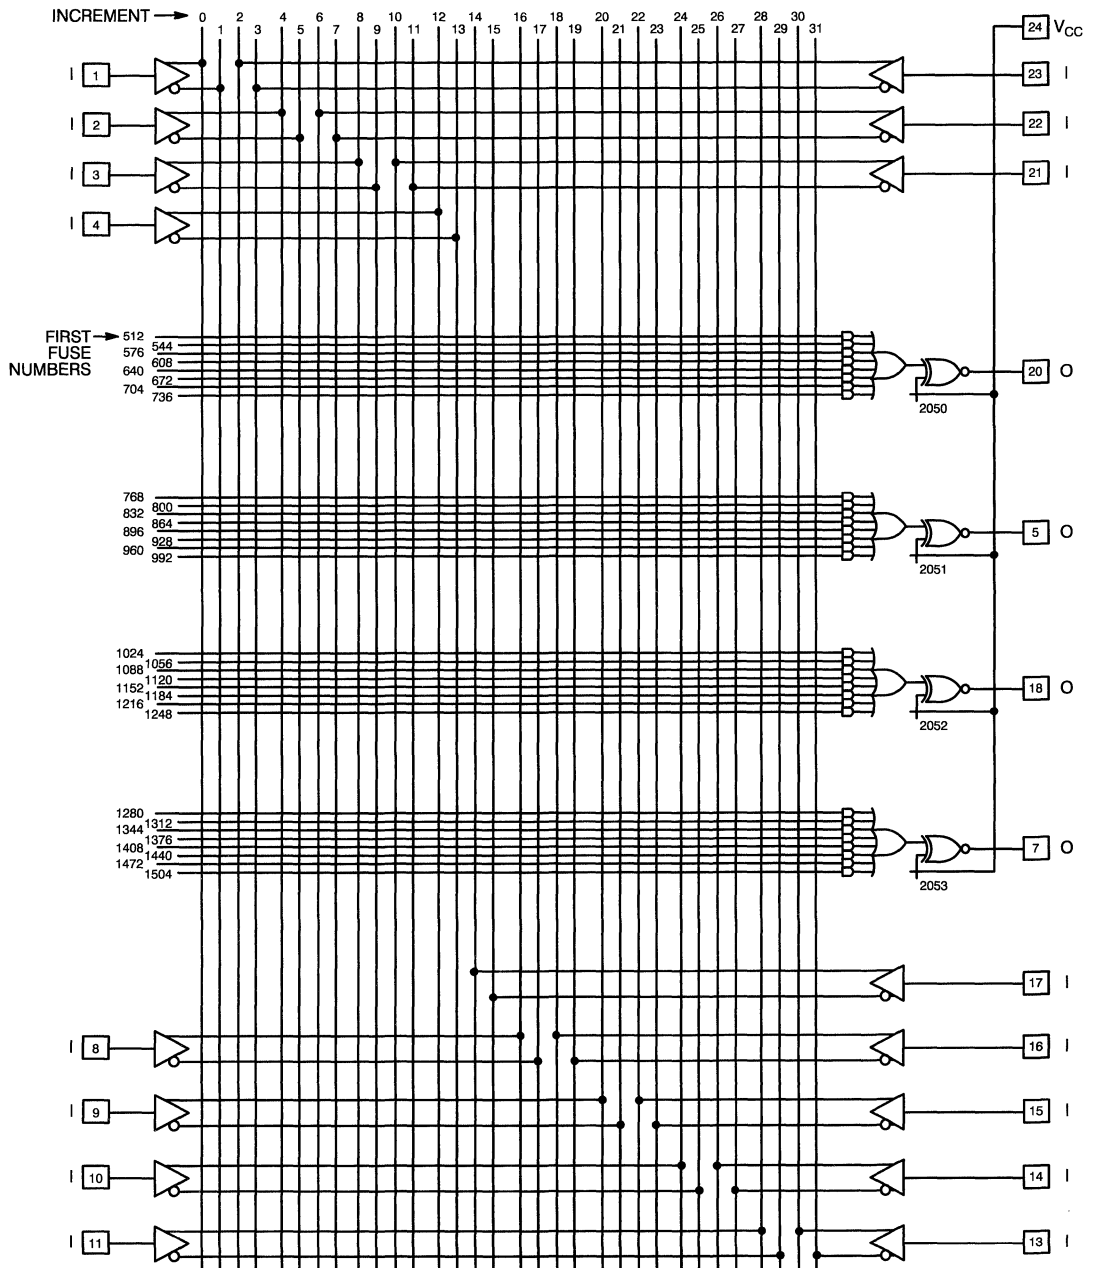 INCREMENT 0 2 4 6 8 10 12 14 16 18 20 22 24 26 28 30
1 3 5 7 9 11 13 15 17 19 21 23 25 27 29 31
24 VCC
I 1 23 I
I 2 22 I
I 3 21 I
I 4
FIRST FUSE NUMBERS
512
544
576
608
640
672
704
736
20 O
2050
768
800
832
864
896
928
960
992
5 O
2051
1024
1056
1088
1120
1152
1184
1216
1248
18 O
2052
1280
1312
1344
1376
1408
1440
1472
1504
7 O
2053
17 I
I 8 16 I
I 9 15 I
I 10 14 I
I 11 13 I